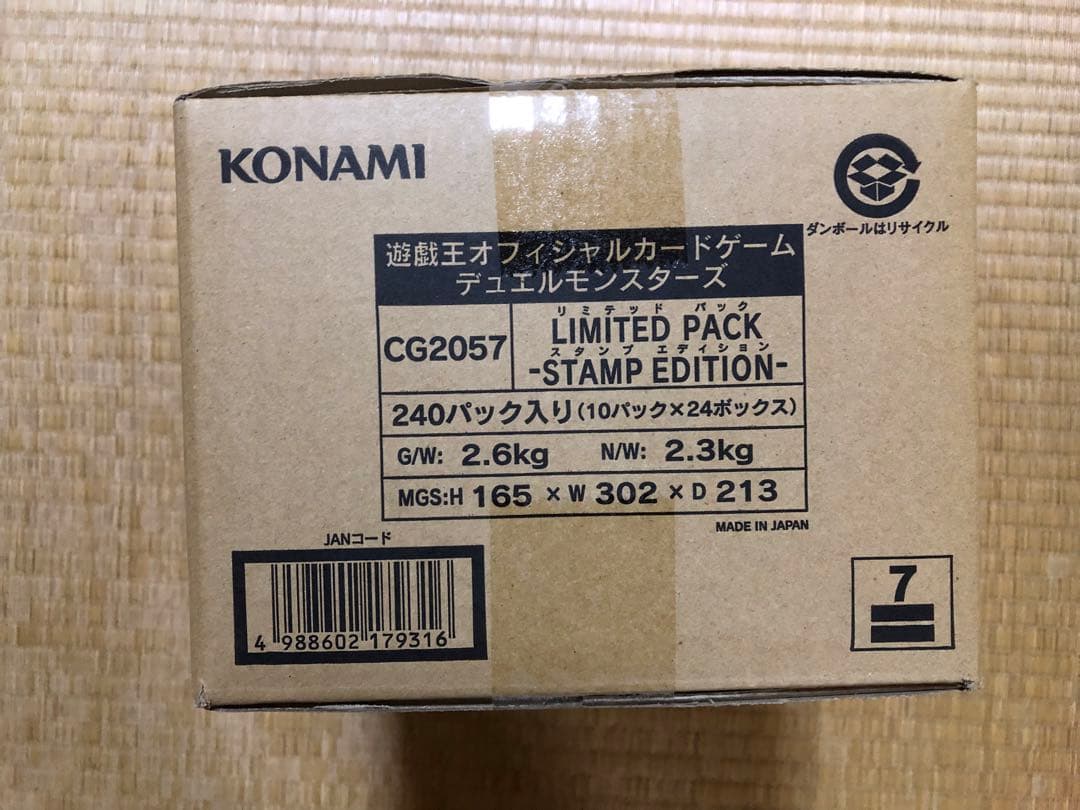 KONAMI
ダンボールはリサイクル
遊戯王オフィシャルカードゲーム
デュエルモンスターズ
リミテッド パック
CG2057 LIMITED PACK
スタンプ エディション
-STAMP EDITION-
240パック入り(10パック×24ボックス)
G/W: 2.6kg N/W: 2.3kg
MGS:H 165 × W 302 × D 213
MADE IN JAPAN
JANコード
4 988602 179316
7